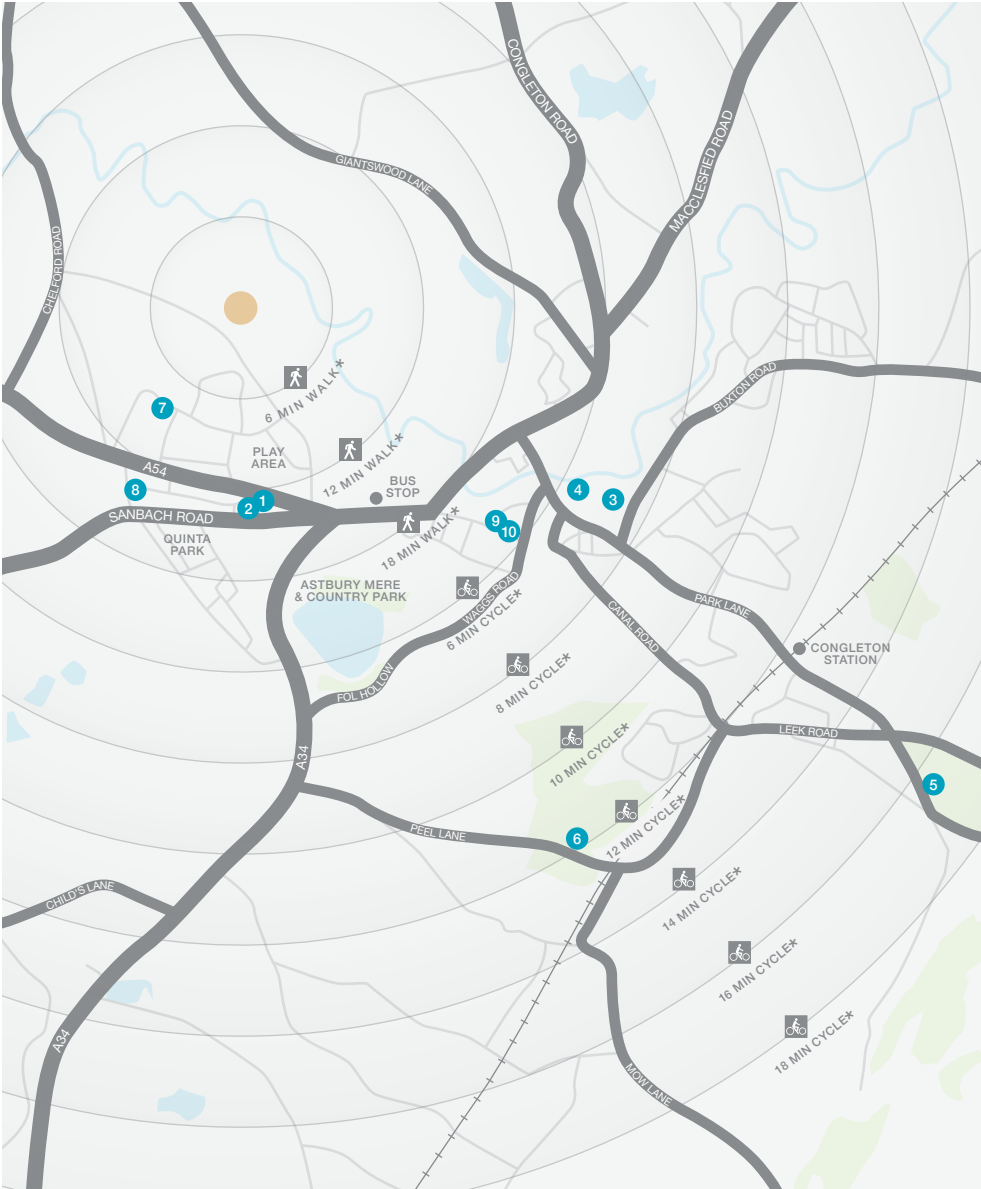 CONGLETON ROAD
MACCLESFIED ROAD
GIANTSWOOD LANE
CHELFORD ROAD
6 MIN WALK*
BUXTON ROAD
7
A54
PLAY
AREA
12 MIN WALK*
BUS
STOP
8
1
2
4
3
SANBACH ROAD
QUINTA
PARK
18 MIN WALK*
9
10
ASTBURY MERE
& COUNTRY PARK
WAGGS ROAD
6 MIN CYCLE*
CANAL ROAD
PARK LANE
CONGLETON
STATION
FOL HOLLOW
8 MIN CYCLE*
A34
10 MIN CYCLE*
LEEK ROAD
5
PEEL LANE
6
12 MIN CYCLE*
CHILD'S LANE
14 MIN CYCLE*
16 MIN CYCLE*
A34
18 MIN CYCLE*
MOW LANE